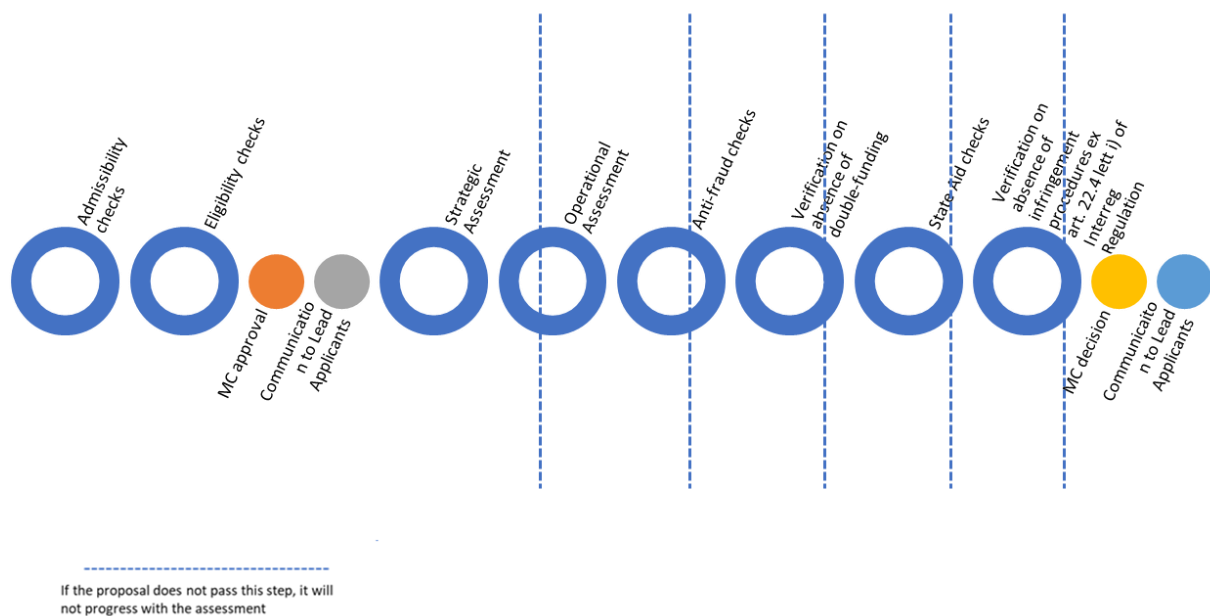 Admissibility
checks
Eligibility checks
MC approval
Communicatio
n to Lead
Applicants
Strategic
Assessment
Operational
Assessment
Anti-fraud checks
Verification on
absence of
double-funding
State Aid checks
Verification on
absence of
infringement
procedures ex
art. 22.4 lett i) of
Interreg
Regulation
MC decision
Communicaito
n to Lead
Applicants
If the proposal does not pass this step, it will
not progress with the assessment